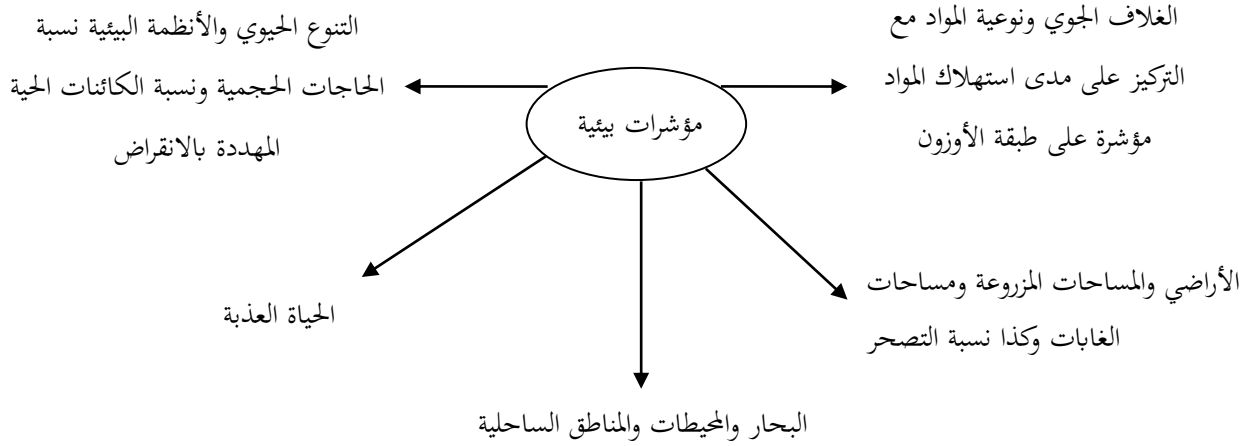 الغلاف الجوي ونوعية المواد مع
التركيز على مدى استهلاك المواد
مؤشرة على طبقة الأوزون
التنوع الحيوي والأنظمة البيئية نسبة
الحاجات الحجمية ونسبة الكائنات الحية
المهددة بالانقراض
مؤشرات بيئية
الأراضي والمساحات المزروعة ومساحات
الغابات وكذا نسبة التصحر
الحياة العذبة
البحار والمحيطات والمناطق الساحلية